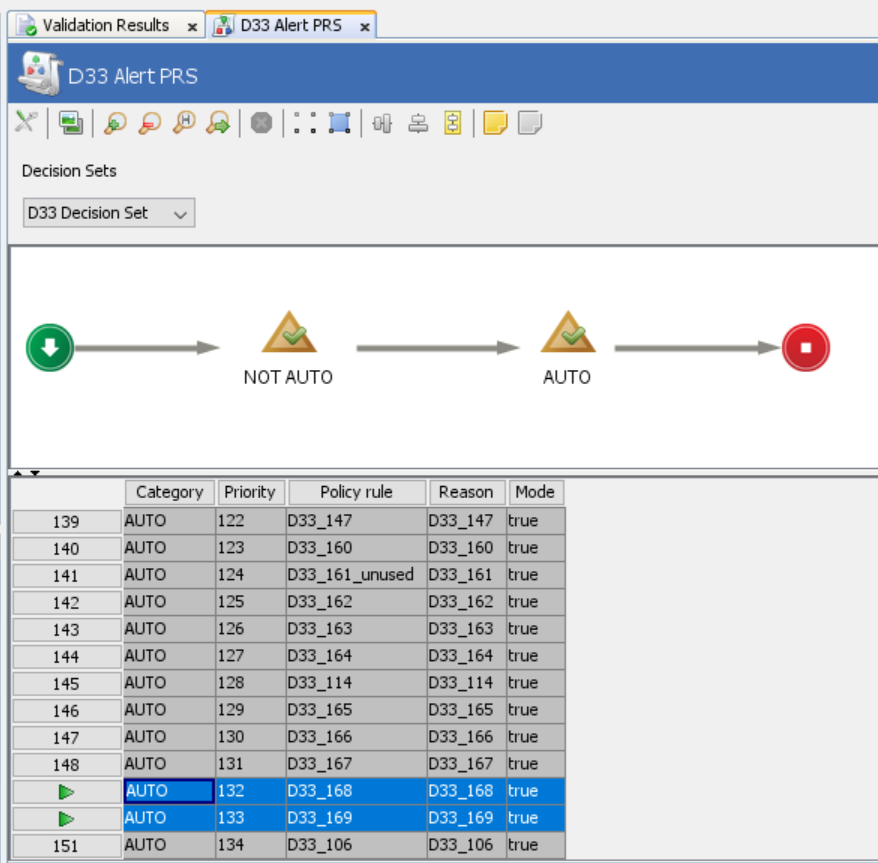 Validation Results x D33 Alert PRS x
D33 Alert PRS
Decision Sets
D33 Decision Set
NOT AUTO AUTO
Category Priority Policy rule Reason Mode
139 AUTO 122 D33_147 D33_147 true
140 AUTO 123 D33_160 D33_160 true
141 AUTO 124 D33_161_unused D33_161 true
142 AUTO 125 D33_162 D33_162 true
143 AUTO 126 D33_163 D33_163 true
144 AUTO 127 D33_164 D33_164 true
145 AUTO 128 D33_114 D33_114 true
146 AUTO 129 D33_165 D33_165 true
147 AUTO 130 D33_166 D33_166 true
148 AUTO 131 D33_167 D33_167 true
AUTO 132 D33_168 D33_168 true
AUTO 133 D33_169 D33_169 true
151 AUTO 134 D33_106 D33_106 true